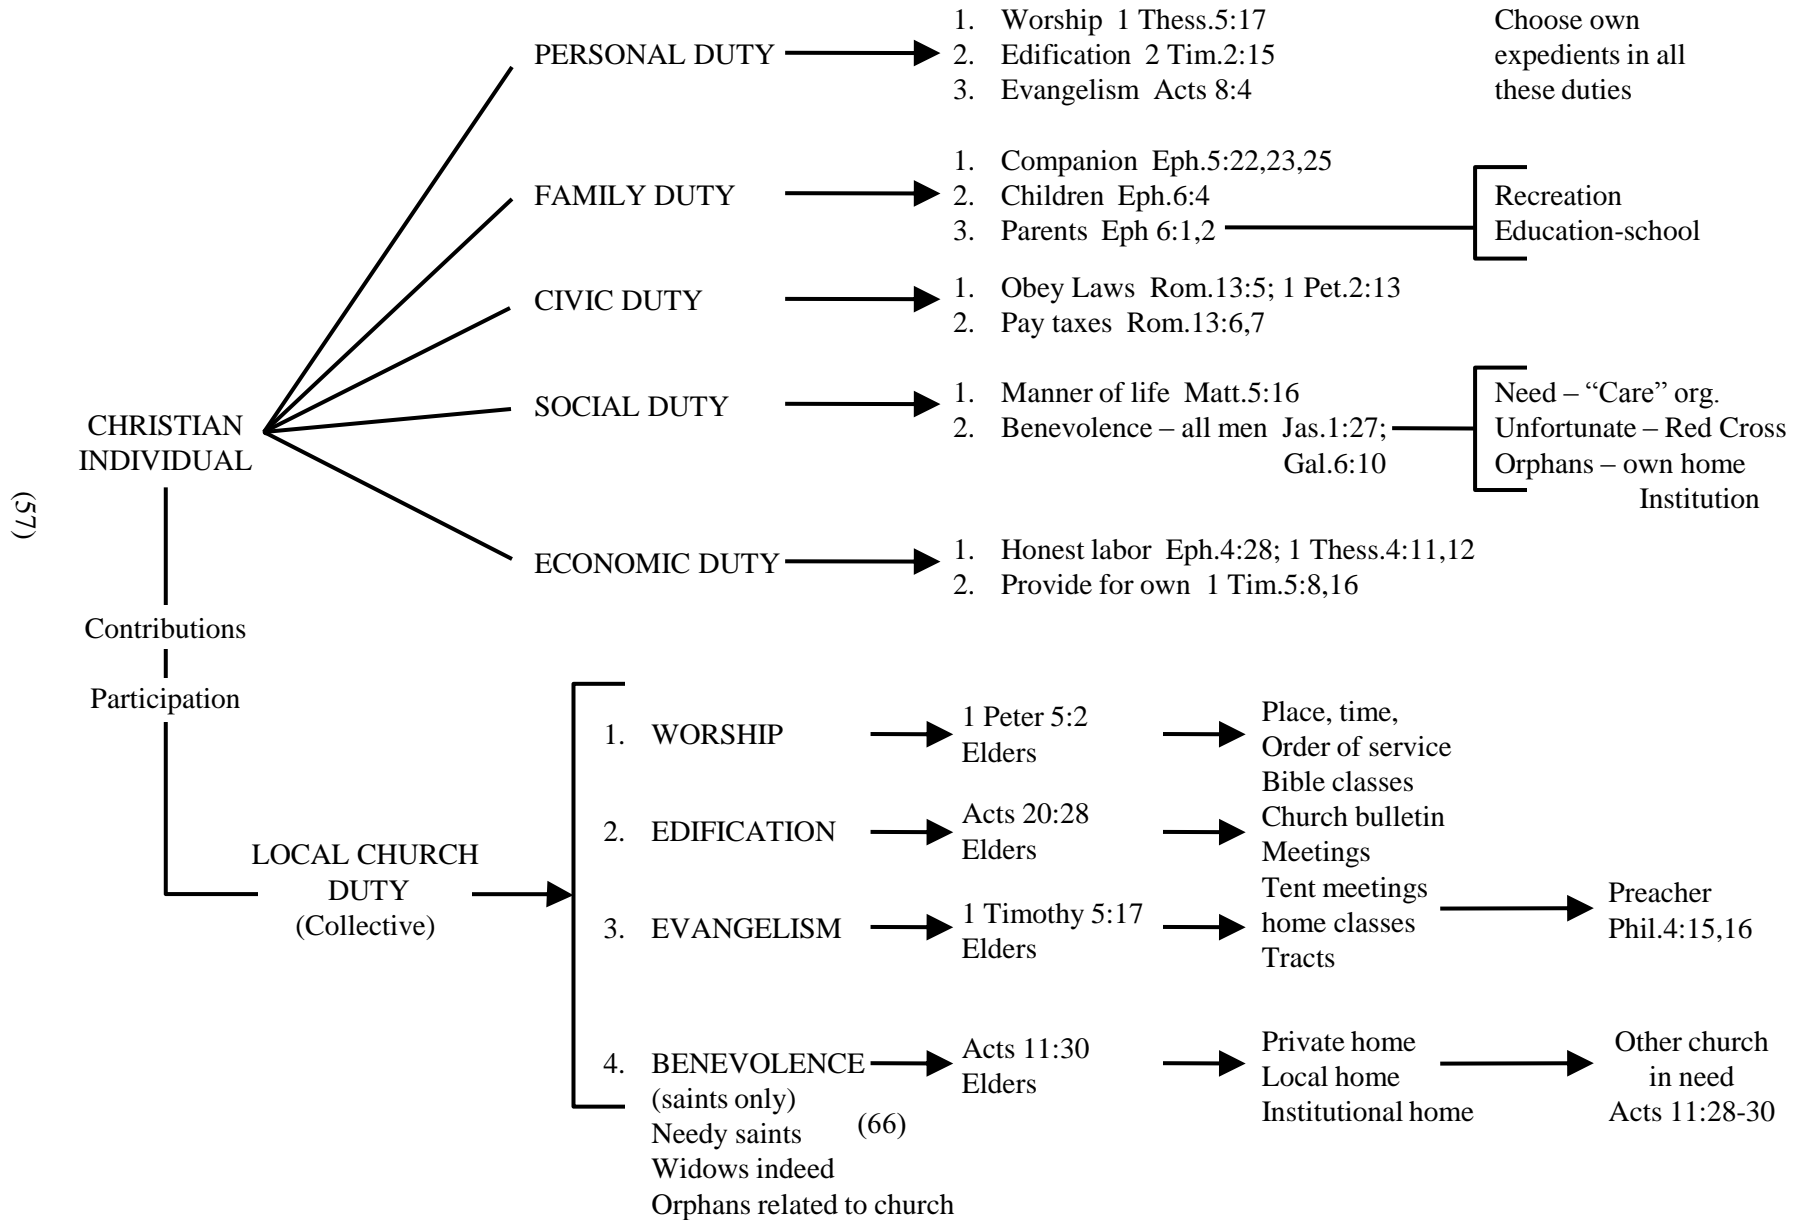 PERSONAL DUTY
1. Worship 1 Thess.5:17
2. Edification 2 Tim.2:15
3. Evangelism Acts 8:4
Choose own
expedients in all
these duties
FAMILY DUTY
1. Companion Eph.5:22,23,25
2. Children Eph.6:4
3. Parents Eph 6:1,2
Recreation
Education-school
CIVIC DUTY
1. Obey Laws Rom.13:5; 1 Pet.2:13
2. Pay taxes Rom.13:6,7
SOCIAL DUTY
1. Manner of life Matt.5:16
2. Benevolence – all men Jas.1:27;
Gal.6:10
Need – “Care” org.
Unfortunate – Red Cross
Orphans – own home
Institution
CHRISTIAN
INDIVIDUAL
(57)
ECONOMIC DUTY
1. Honest labor Eph.4:28; 1 Thess.4:11,12
2. Provide for own 1 Tim.5:8,16
Contributions
Participation
LOCAL CHURCH
DUTY
(Collective)
1. WORSHIP
1 Peter 5:2
Elders
Place, time,
Order of service
Bible classes
2. EDIFICATION
Acts 20:28
Elders
Church bulletin
Meetings
3. EVANGELISM
1 Timothy 5:17
Elders
Tent meetings
home classes
Tracts
Preacher
Phil.4:15,16
4. BENEVOLENCE
(saints only)
Needy saints
Widows indeed
Orphans related to church
(66)
Acts 11:30
Elders
Private home
Local home
Institutional home
Other church
in need
Acts 11:28-30